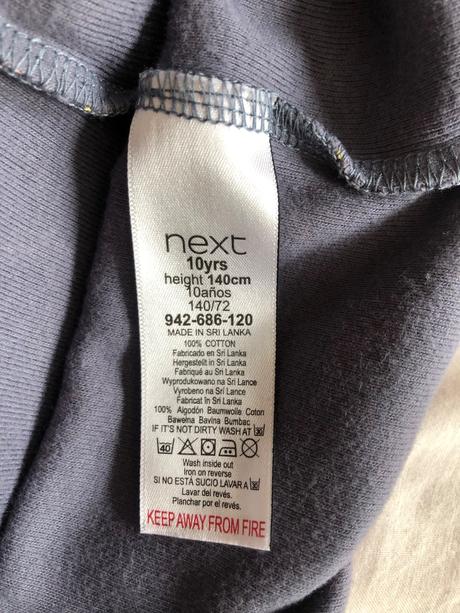 next
10yrs
height 140cm
10años
140/72
942-686-120
MADE IN SRI LANKA
100% COTTON
Fabricado en Sri Lanka
Hergestellt in Sri Lanka
Fabriqué au Sri Lanka
Wyprodukowano na Sri Lance
Vyrobeno na Sri Lance
Fabricat în Sri Lanka
100% Algodón Baumwolle Coton
Bawełna Bavlna Bumbac
IF IT'S NOT DIRTY WASH AT
40
Wash inside out
Iron on reverse
SI NO ESTÁ SUCIO LAVAR A
Lavar del revés.
Planchar por el revés.
KEEP AWAY FROM FIRE